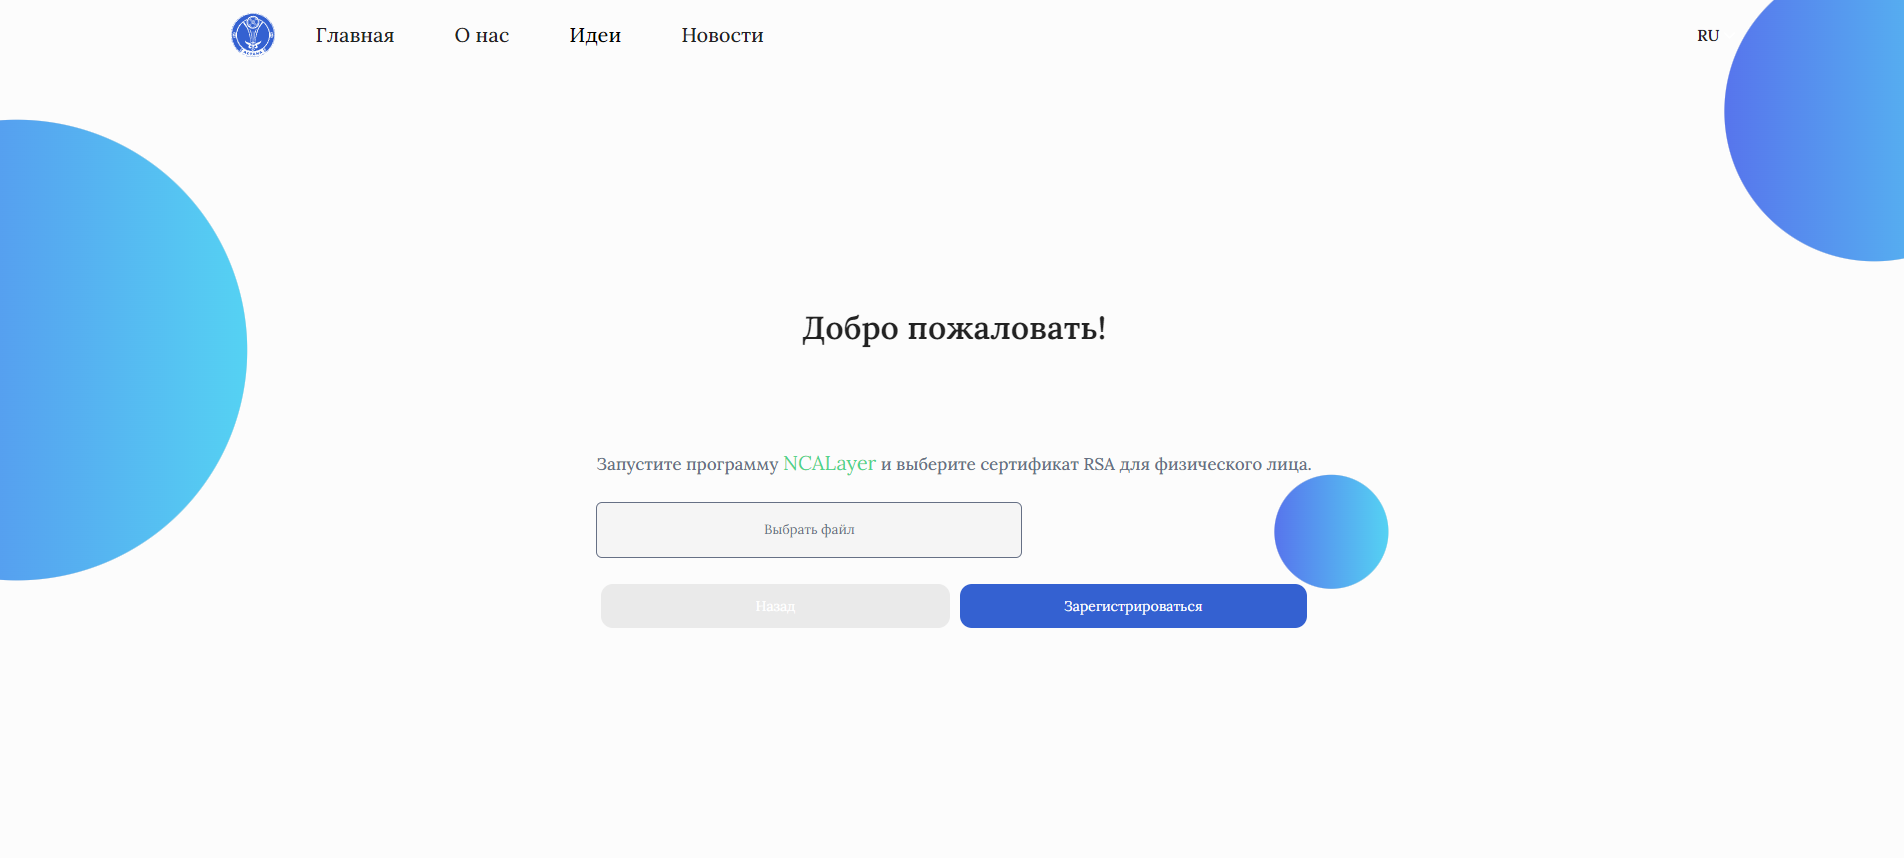 Главная
О нас
Идеи
Новости
RU
Добро пожаловать!
Запустите программу NCALayer и выберите сертификат RSA для физического лица.
Выбрать файл
Назад
Зарегистрироваться